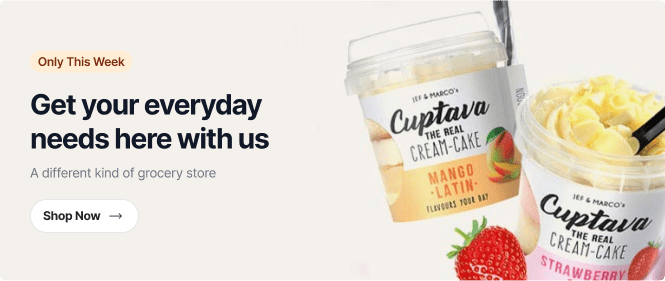 Only This Week
Get your everyday
needs here with us
A different kind of grocery store
Shop Now →
JEF & MARCO's
Cuptava
THE REAL
CREAM-CAKE
MANGO
-LATIN-
FLAVOURS YOUR DAY
JEF & MARCO's
Cuptava
THE REAL
CREAM-CAKE
STRAWBERRY